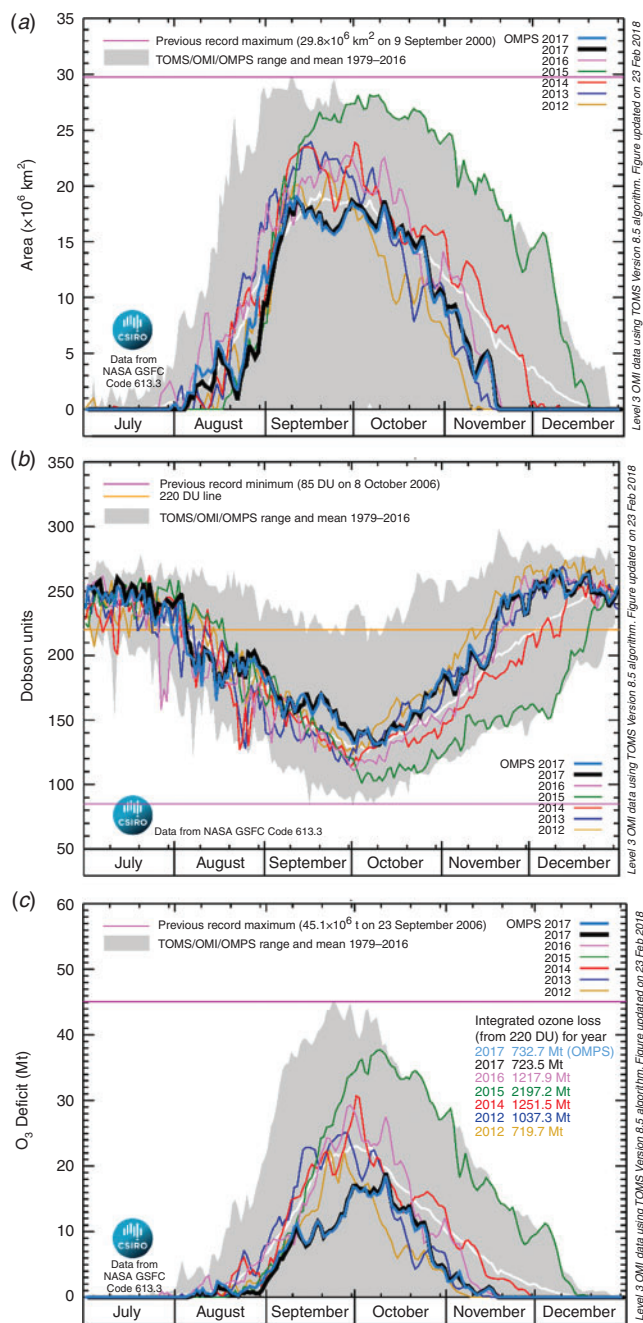 (a)
35
30
25
20
15
10
5
0
Area (×10⁶ km²)
Previous record maximum (29.8×10⁶ km² on 9 September 2000)
TOMS/OMI/OMPS range and mean 1979–2016
OMPS 2017
2017
2016
2015
2014
2013
2012
CSIRO
Data from
NASA GSFC
Code 613.3
July August September October November December
Level 3 OMI data using TOMS Version 8.5 algorithm. Figure updated on 23 Feb 2018
(b)
350
300
250
200
150
100
50
Dobson units
Previous record minimum (85 DU on 8 October 2006)
220 DU line
TOMS/OMI/OMPS range and mean 1979–2016
OMPS 2017
2017
2016
2015
2014
2013
2012
CSIRO
Data from NASA GSFC Code 613.3
July August September October November December
Level 3 OMI data using TOMS Version 8.5 algorithm. Figure updated on 23 Feb 2018
(c)
60
50
40
30
20
10
0
O₃ Deficit (Mt)
Previous record maximum (45.1×10⁶ t on 23 September 2006)
TOMS/OMI/OMPS range and mean 1979–2016
OMPS 2017
2017
2016
2015
2014
2013
2012
Integrated ozone loss
(from 220 DU) for year
2017 732.7 Mt (OMPS)
2017 723.5 Mt
2016 1217.9 Mt
2015 2197.2 Mt
2014 1251.5 Mt
2012 1037.3 Mt
2012 719.7 Mt
CSIRO
Data from
NASA GSFC
Code 613.3
July August September October November December
Level 3 OMI data using TOMS Version 8.5 algorithm. Figure updated on 23 Feb 2018